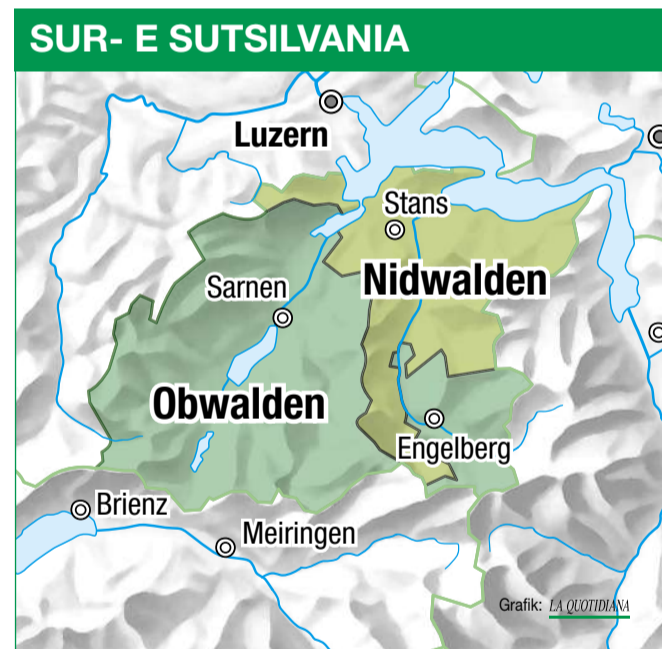 SUR- E SUTSILVANIA
Luzern
Stans
Nidwalden
Sarnen
Obwalden
Engelberg
Brienz
Meiringen
Grafik: LA QUOTIDIANA